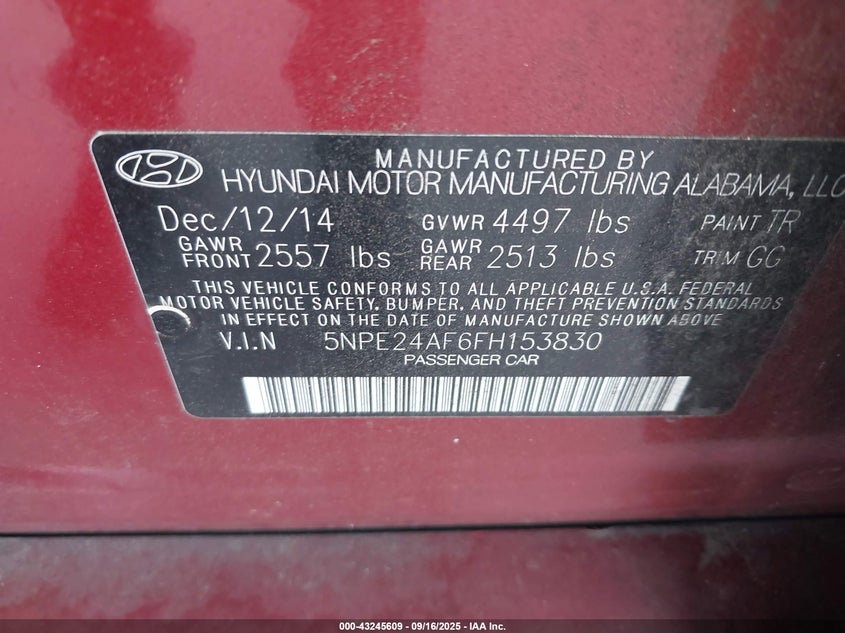 MANUFACTURED BY
HYUNDAI MOTOR MANUFACTURING ALABAMA, LLC
Dec/12/14 GVWR 4497 lbs PAINT TR
GAWR FRONT 2557 lbs GAWR REAR 2513 lbs TRIM GG
THIS VEHICLE CONFORMS TO ALL APPLICABLE U.S.A. FEDERAL
MOTOR VEHICLE SAFETY, BUMPER, AND THEFT PREVENTION STANDARDS
IN EFFECT ON THE DATE OF MANUFACTURE SHOWN ABOVE
V.I.N 5NPE24AF6FH153830
PASSENGER CAR
000-43245609 - 09/16/2025 - IAA Inc.